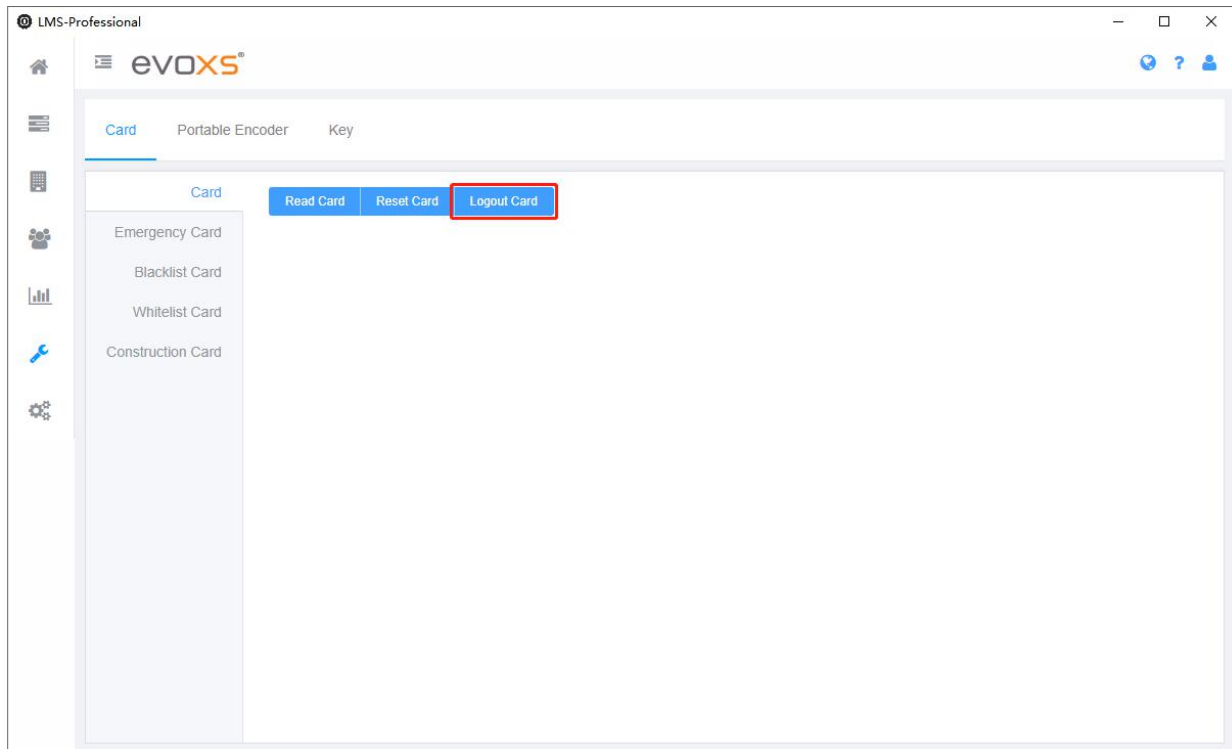 LMS-Professional
evoxs®
?
Card Portable Encoder Key
Card
Read Card Reset Card Logout Card
Emergency Card
Blacklist Card
Whitelist Card
Construction Card